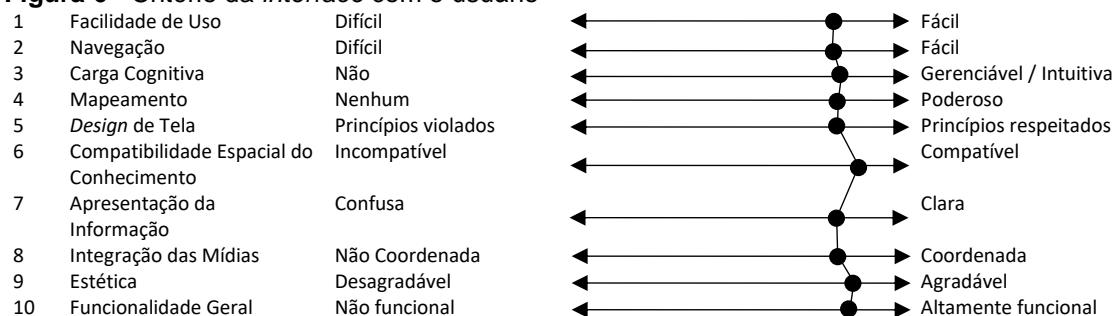 Figura 6 - Critério da interface com o usuário
1 Facilidade de Uso Difícil Fácil
2 Navegação Difícil Fácil
3 Carga Cognitiva Não Gerenciável / Intuitiva
4 Mapeamento Nenhum Poderoso
5 Design de Tela Princípios violados Princípios respeitados
6 Compatibilidade Espacial do Incompatível Compatível
Conhecimento
7 Apresentação da Confusa Clara
Informação
8 Integração das Mídias Não Coordenada Coordenada
9 Estética Desagradável Agradável
10 Funcionalidade Geral Não funcional Altamente funcional